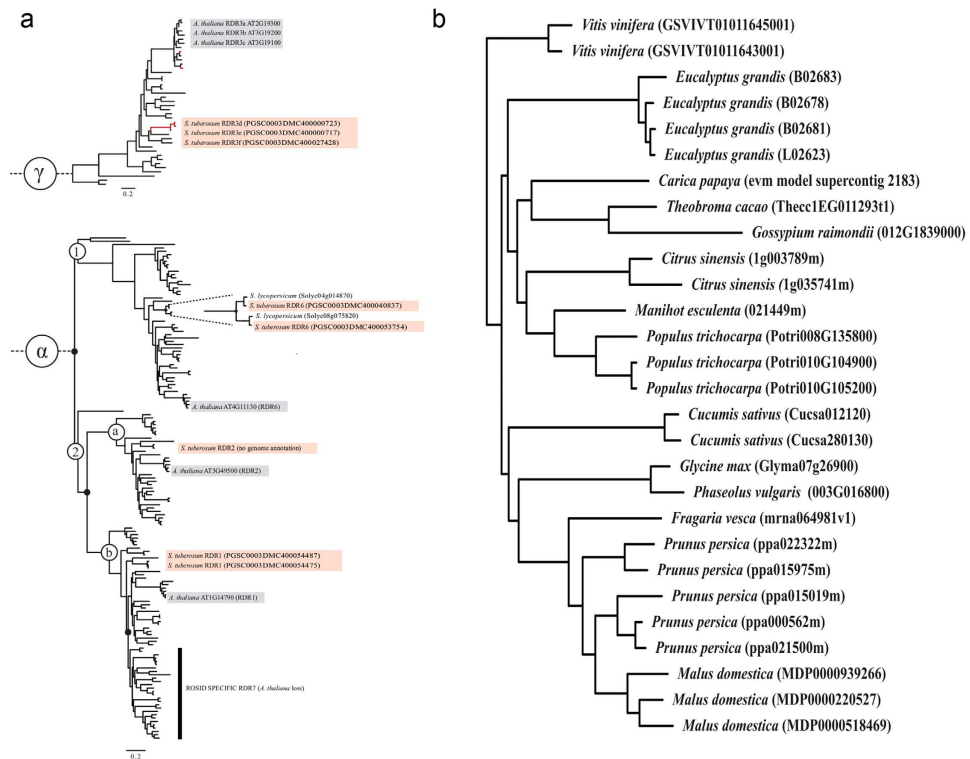 a
A. thaliana RDR3a AT2G19300
A. thaliana RDR3b AT3G19200
A. thaliana RDR3c AT3G19100
S. tuberosum RDR3d (PGSC0003DMC400000723)
S. tuberosum RDR3e (PGSC0003DMC400000717)
S. tuberosum RDR3f (PGSC0003DMC400027428)
γ
0.2
1
S. lycopersicum (Solyc04g014870)
S. tuberosum RDR6 (PGSC0003DMC400040837)
S. lycopersicum (Solyc08g075820)
S. tuberosum RDR6 (PGSC0003DMC400053754)
α
A. thaliana AT4G11130 (RDR6)
a
2
S. tuberosum RDR2 (no genome annotation)
A. thaliana AT3G49500 (RDR2)
b
S. tuberosum RDR1 (PGSC0003DMC400054487)
S. tuberosum RDR1 (PGSC0003DMC400054475)
A. thaliana AT1G14790 (RDR1)
ROSID SPECIFIC RDR7 (A. thaliana loss)
0.2
b
Vitis vinifera (GSVIVT01011645001)
Vitis vinifera (GSVIVT01011643001)
Eucalyptus grandis (B02683)
Eucalyptus grandis (B02678)
Eucalyptus grandis (B02681)
Eucalyptus grandis (L02623)
Carica papaya (evm model supercontig 2183)
Theobroma cacao (Thecc1EG011293t1)
Gossypium raimondii (012G1839000)
Citrus sinensis (1g003789m)
Citrus sinensis (1g035741m)
Manihot esculenta (021449m)
Populus trichocarpa (Potri008G135800)
Populus trichocarpa (Potri010G104900)
Populus trichocarpa (Potri010G105200)
Cucumis sativus (Cucsa012120)
Cucumis sativus (Cucsa280130)
Glycine max (Glyma07g26900)
Phaseolus vulgaris (003G016800)
Fragaria vesca (mrna064981v1)
Prunus persica (ppa022322m)
Prunus persica (ppa015975m)
Prunus persica (ppa015019m)
Prunus persica (ppa000562m)
Prunus persica (ppa021500m)
Malus domestica (MDP0000939266)
Malus domestica (MDP0000220527)
Malus domestica (MDP0000518469)